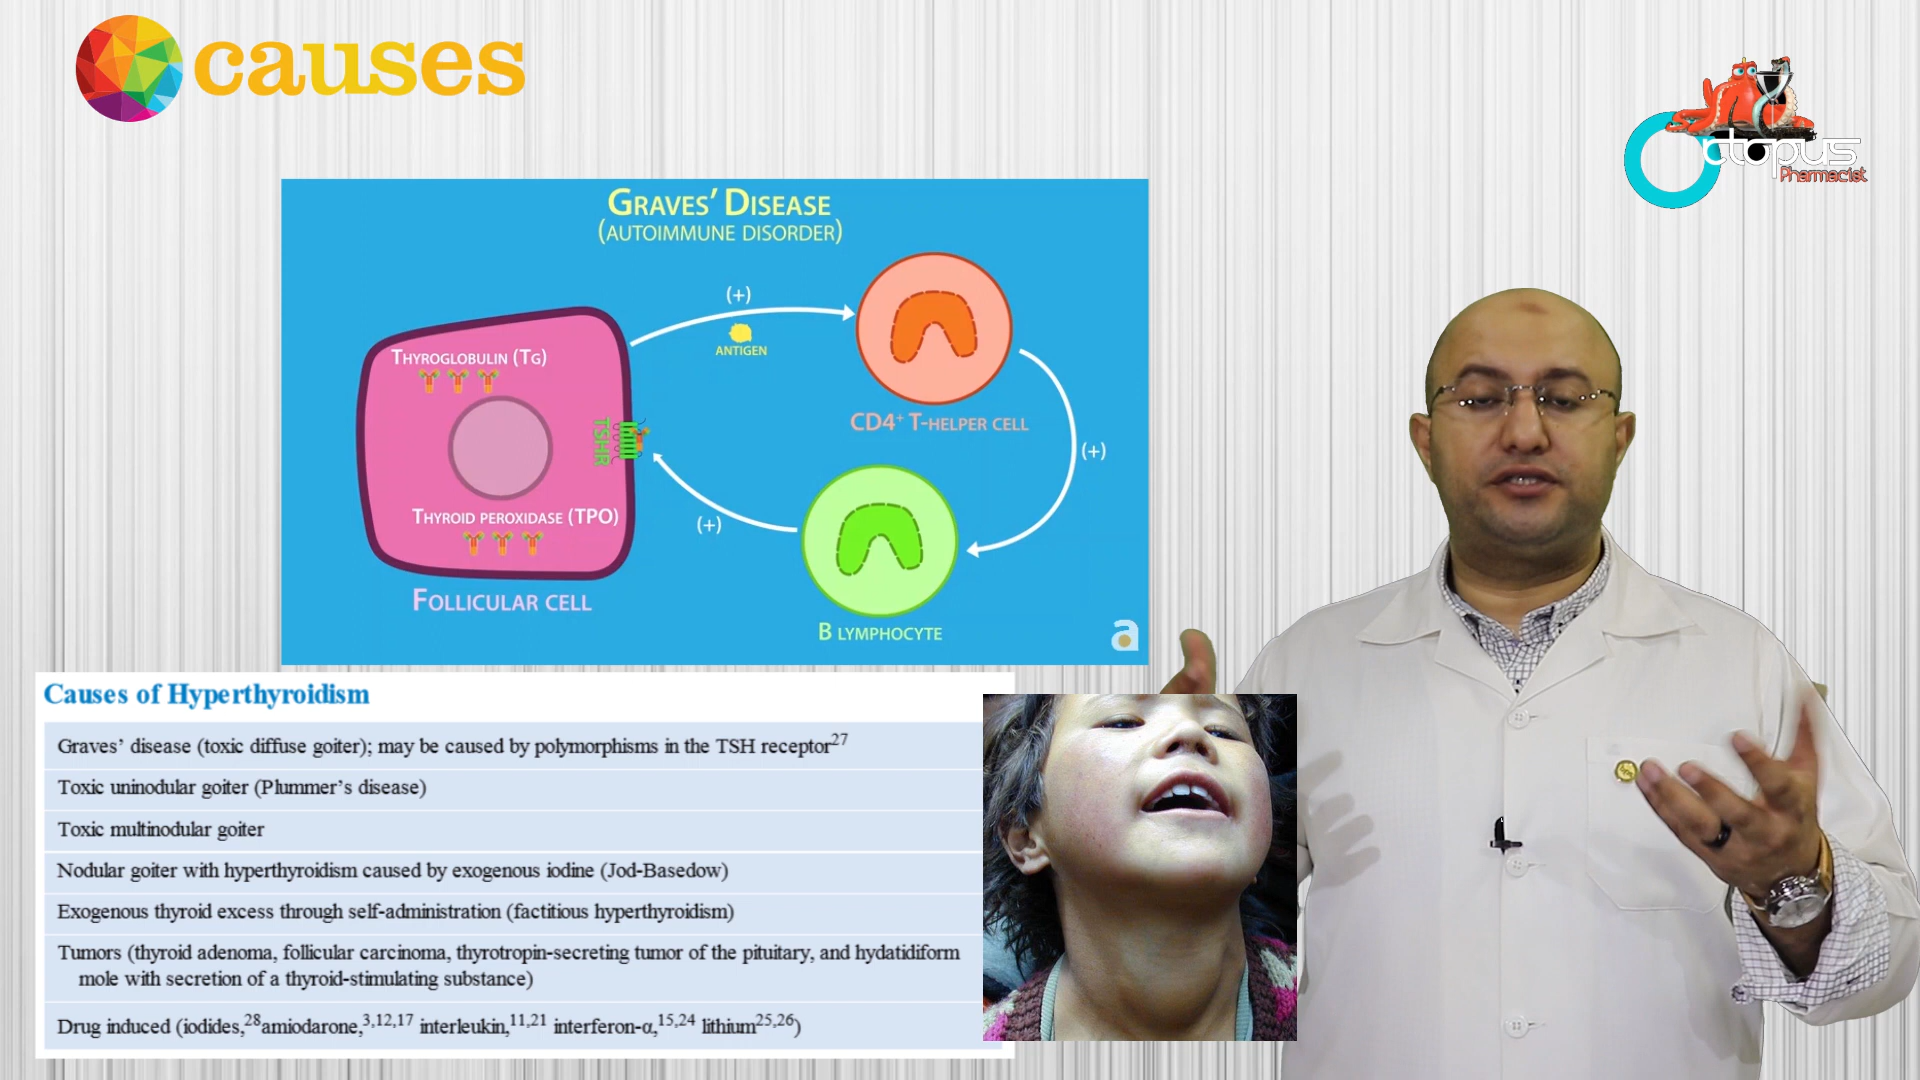 causes
Octopus
Pharmacist
GRAVES' DISEASE
(AUTOIMMUNE DISORDER)
(+)
ANTIGEN
THYROGLOBULIN (TG)
TSHR
CD4⁺ T-HELPER CELL
(+)
THYROID PEROXIDASE (TPO)
(+)
FOLLICULAR CELL
B LYMPHOCYTE
a
Causes of Hyperthyroidism
Graves' disease (toxic diffuse goiter); may be caused by polymorphisms in the TSH receptor27
Toxic uninodular goiter (Plummer's disease)
Toxic multinodular goiter
Nodular goiter with hyperthyroidism caused by exogenous iodine (Jod-Basedow)
Exogenous thyroid excess through self-administration (factitious hyperthyroidism)
Tumors (thyroid adenoma, follicular carcinoma, thyrotropin-secreting tumor of the pituitary, and hydatidiform
mole with secretion of a thyroid-stimulating substance)
Drug induced (iodides,28amiodarone,3,12,17 interleukin,11,21 interferon-α,15,24 lithium25,26)